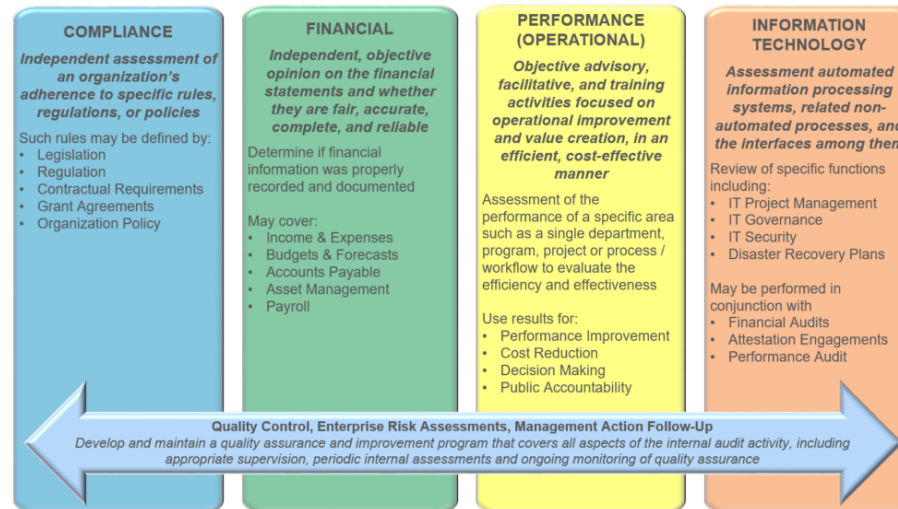 COMPLIANCE
Independent assessment of
an organization's
adherence to specific rules,
regulations, or policies
Such rules may be defined by:
• Legislation
• Regulation
• Contractual Requirements
• Grant Agreements
• Organization Policy
FINANCIAL
Independent, objective
opinion on the financial
statements and whether
they are fair, accurate,
complete, and reliable
Determine if financial
information was properly
recorded and documented
May cover:
• Income & Expenses
• Budgets & Forecasts
• Accounts Payable
• Asset Management
• Payroll
PERFORMANCE
(OPERATIONAL)
Objective advisory,
facilitative, and training
activities focused on
operational improvement
and value creation, in an
efficient, cost-effective
manner
Assessment of the
performance of a specific area
such as a single department,
program, project or process /
workflow to evaluate the
efficiency and effectiveness
Use results for:
• Performance Improvement
• Cost Reduction
• Decision Making
• Public Accountability
INFORMATION
TECHNOLOGY
Assessment automated
information processing
systems, related non-
automated processes, and
the interfaces among them
Review of specific functions
including:
• IT Project Management
• IT Governance
• IT Security
• Disaster Recovery Plans
May be performed in
conjunction with
• Financial Audits
• Attestation Engagements
• Performance Audit
Quality Control, Enterprise Risk Assessments, Management Action Follow-Up
Develop and maintain a quality assurance and improvement program that covers all aspects of the internal audit activity, including
appropriate supervision, periodic internal assessments and ongoing monitoring of quality assurance